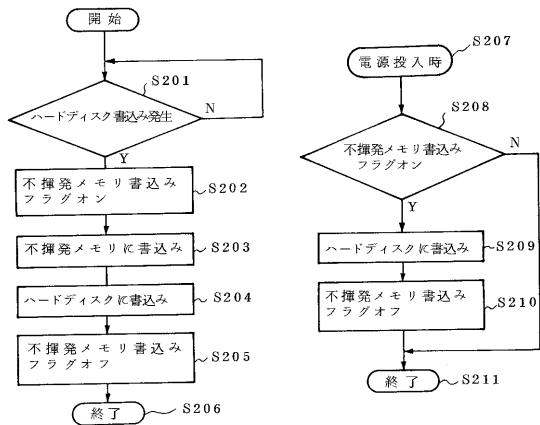 開始
S201
ハードディスク書込み発生
N
Y
不揮発メモリ書込み
フラグオン
S202
不揮発メモリに書込み
S203
ハードディスクに書込み
S204
不揮発メモリ書込み
フラグオフ
S205
終了
S206
S207
電源投入時
S208
不揮発メモリ書込み
フラグオン
N
Y
ハードディスクに書込み
S209
不揮発メモリ書込み
フラグオフ
S210
終了
S211